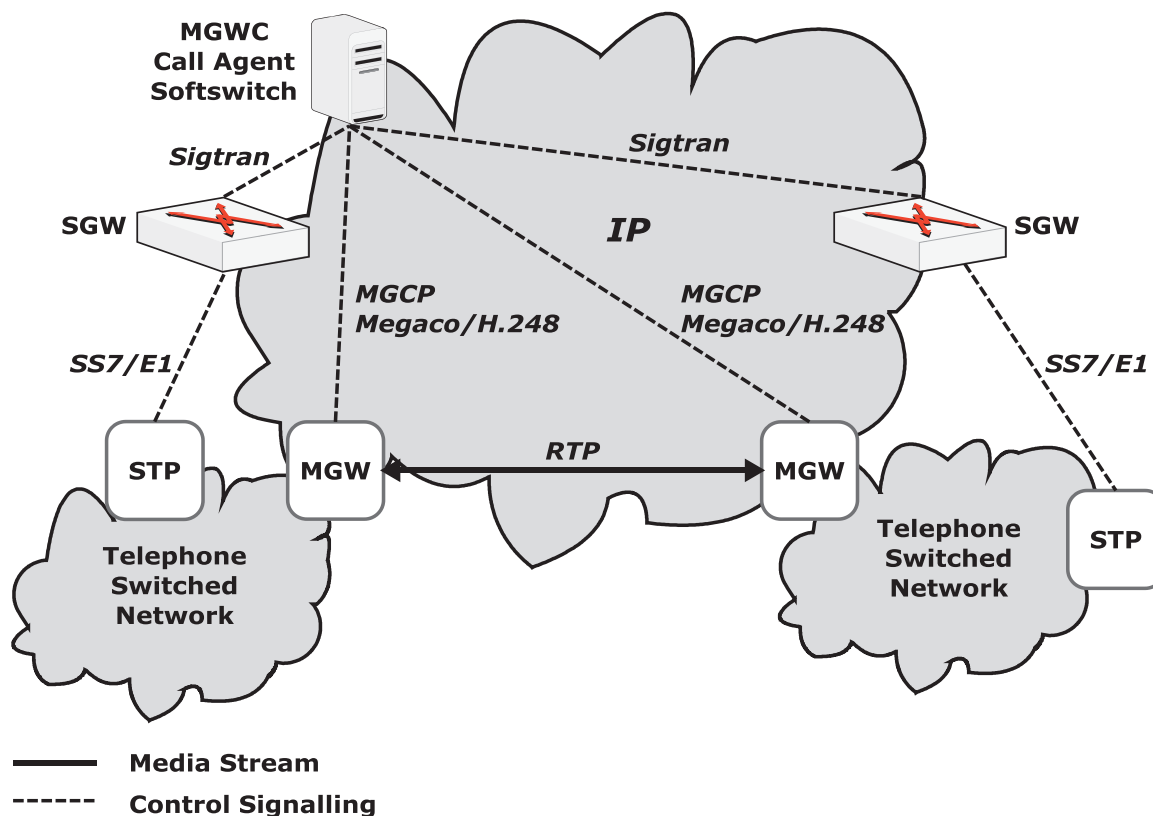 MGWC
Call Agent
Softswitch
Sigtran
Sigtran
SGW
IP
SGW
MGCP
Megaco/H.248
MGCP
Megaco/H.248
SS7/E1
SS7/E1
STP
MGW
RTP
MGW
STP
Telephone
Switched
Network
Telephone
Switched
Network
Media Stream
Control Signalling